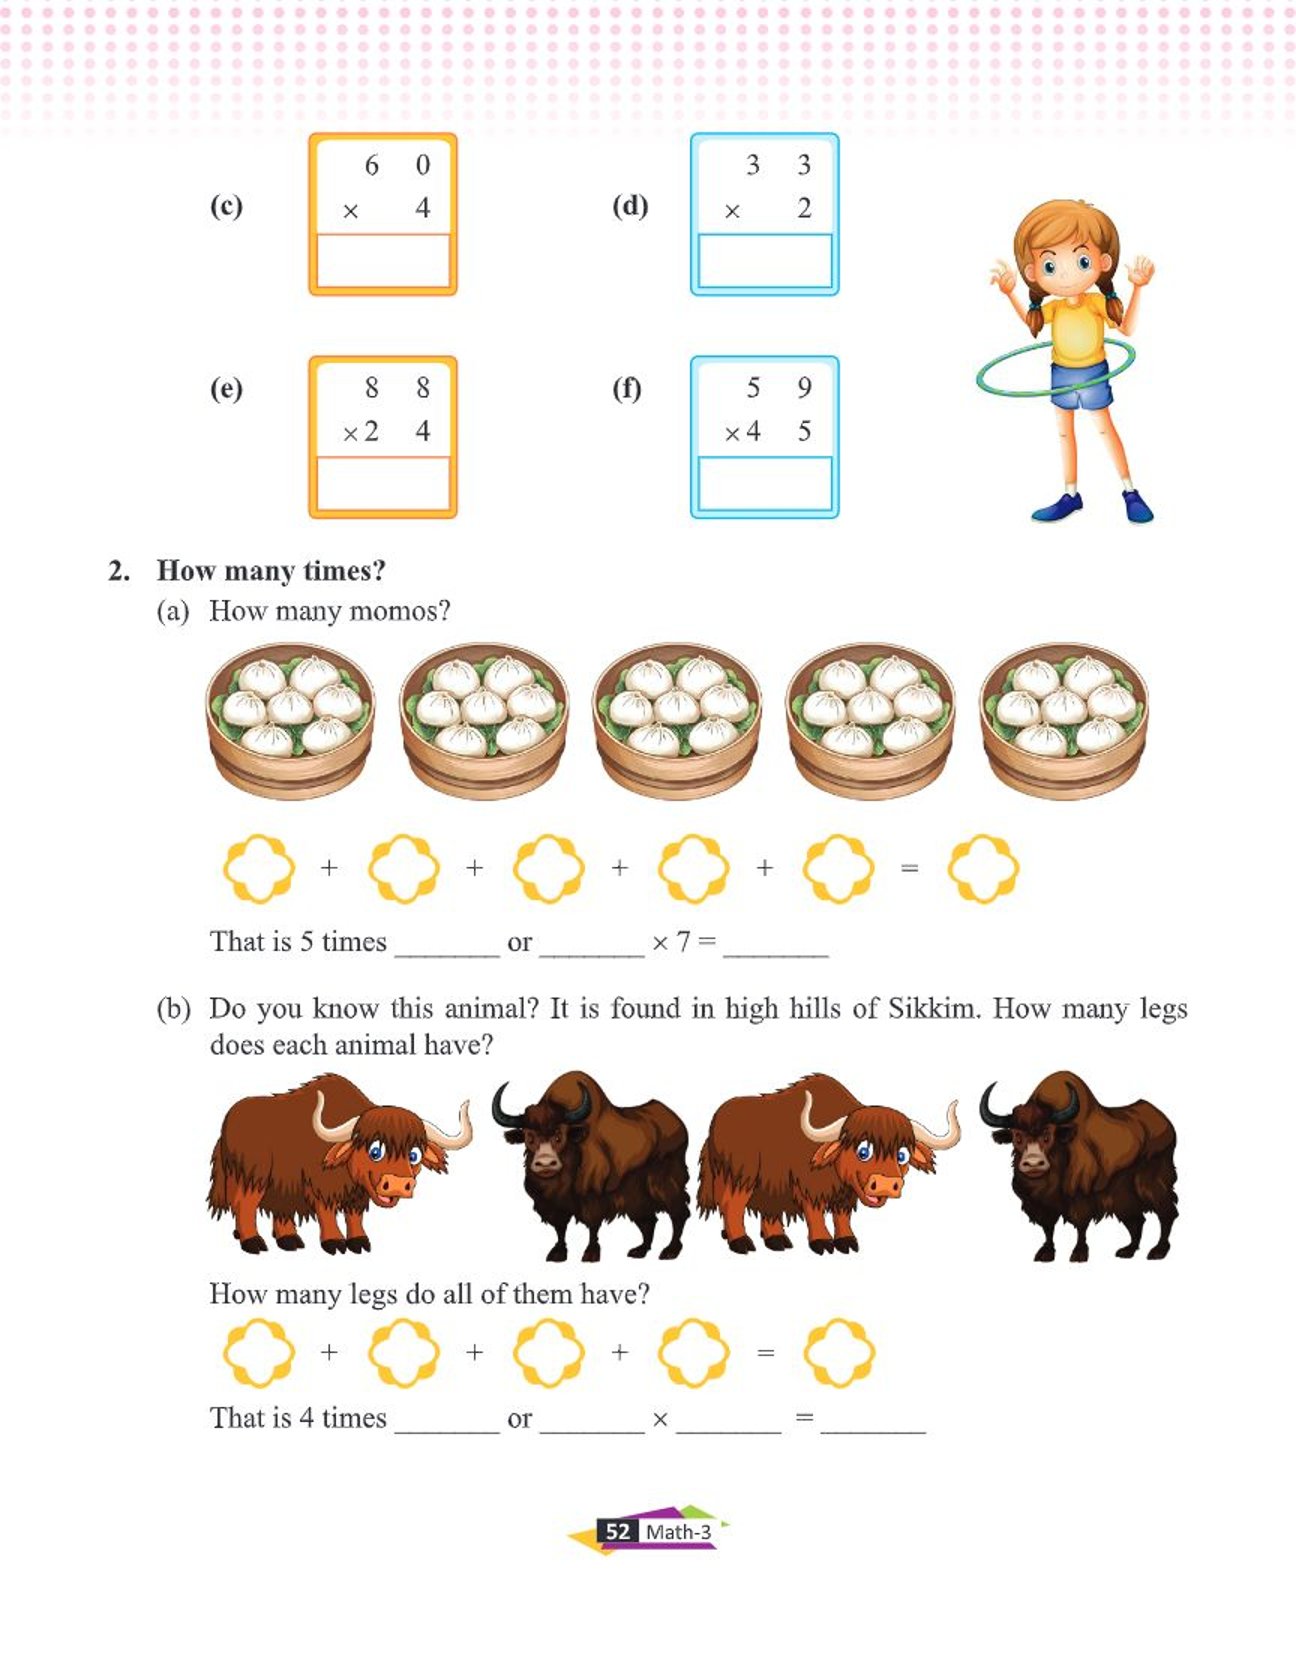 (c)
6 0
× 4
(d)
3 3
× 2
(e)
8 8
×2 4
(f)
5 9
×4 5
2. How many times?
(a) How many momos?
+ + + + =
That is 5 times _______ or _______ × 7 = _______
(b) Do you know this animal? It is found in high hills of Sikkim. How many legs
does each animal have?
How many legs do all of them have?
+ + + =
That is 4 times _______ or _______ × _______ = _______
52 Math-3